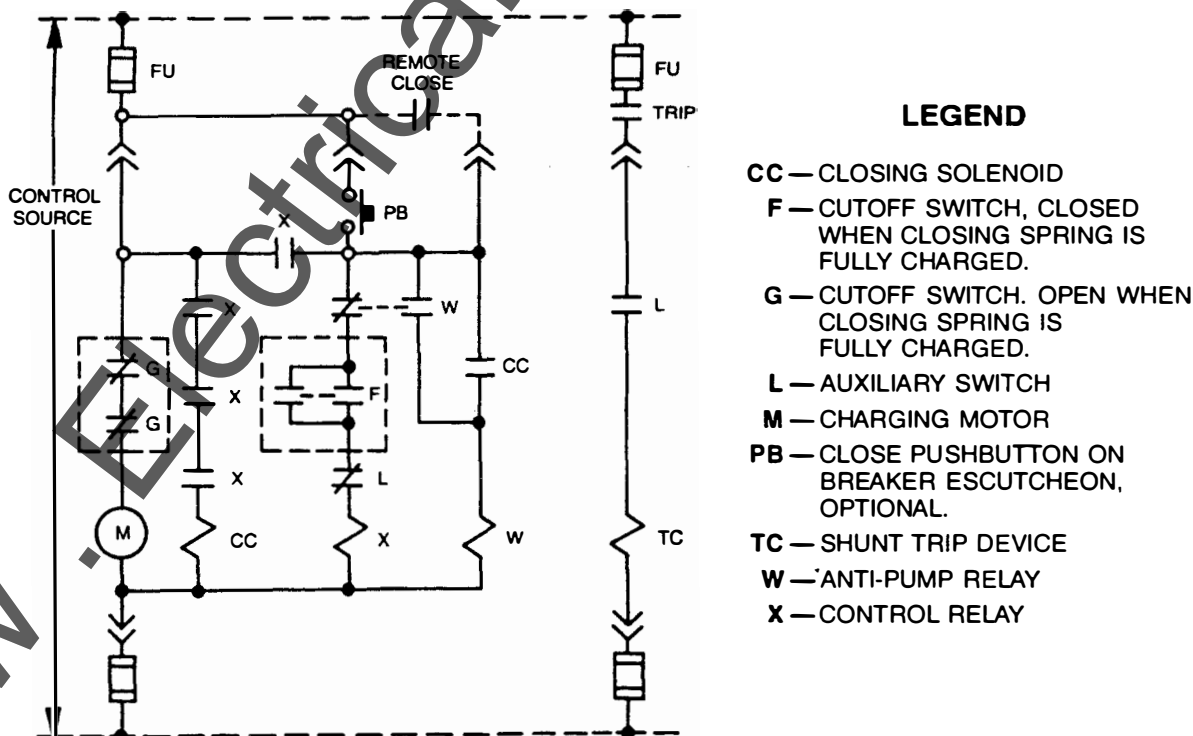 FU
REMOTE
CLOSE
FU
TRIP
CONTROL
SOURCE
PB
X
X
W
L
G
CC
X
F
G
X
L
M
CC
X
W
TC
LEGEND
CC — CLOSING SOLENOID
F — CUTOFF SWITCH, CLOSED
WHEN CLOSING SPRING IS
FULLY CHARGED.
G — CUTOFF SWITCH. OPEN WHEN
CLOSING SPRING IS
FULLY CHARGED.
L — AUXILIARY SWITCH
M — CHARGING MOTOR
PB — CLOSE PUSHBUTTON ON
BREAKER ESCUTCHEON,
OPTIONAL.
TC — SHUNT TRIP DEVICE
W — ANTI-PUMP RELAY
X — CONTROL RELAY
w . Electrical